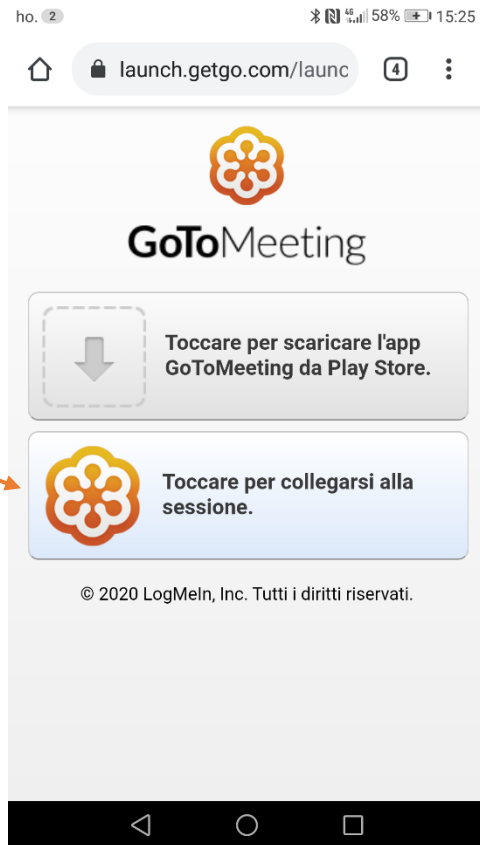 ho. 2 4G 58% 15:25
launch.getgo.com/launc 4
GoToMeeting
Toccare per scaricare l'app
GoToMeeting da Play Store.
Toccare per collegarsi alla
sessione.
© 2020 LogMeIn, Inc. Tutti i diritti riservati.